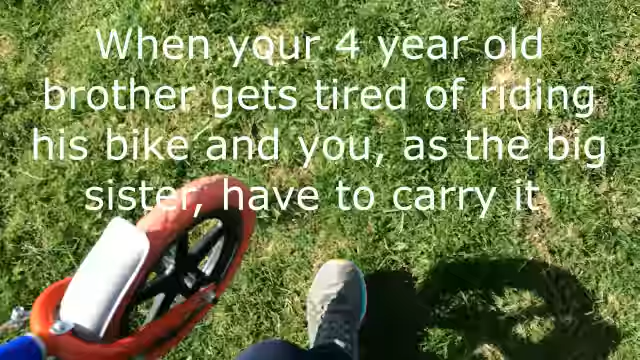 When your 4 year old
brother gets tired of riding
his bike and you, as the big
sister, have to carry it